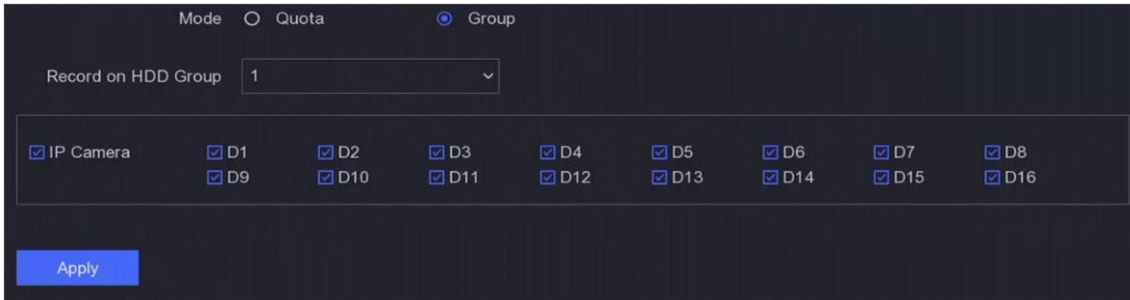 Mode Quota Group
Record on HDD Group 1
IP Camera D1 D2 D3 D4 D5 D6 D7 D8
D9 D10 D11 D12 D13 D14 D15 D16
Apply